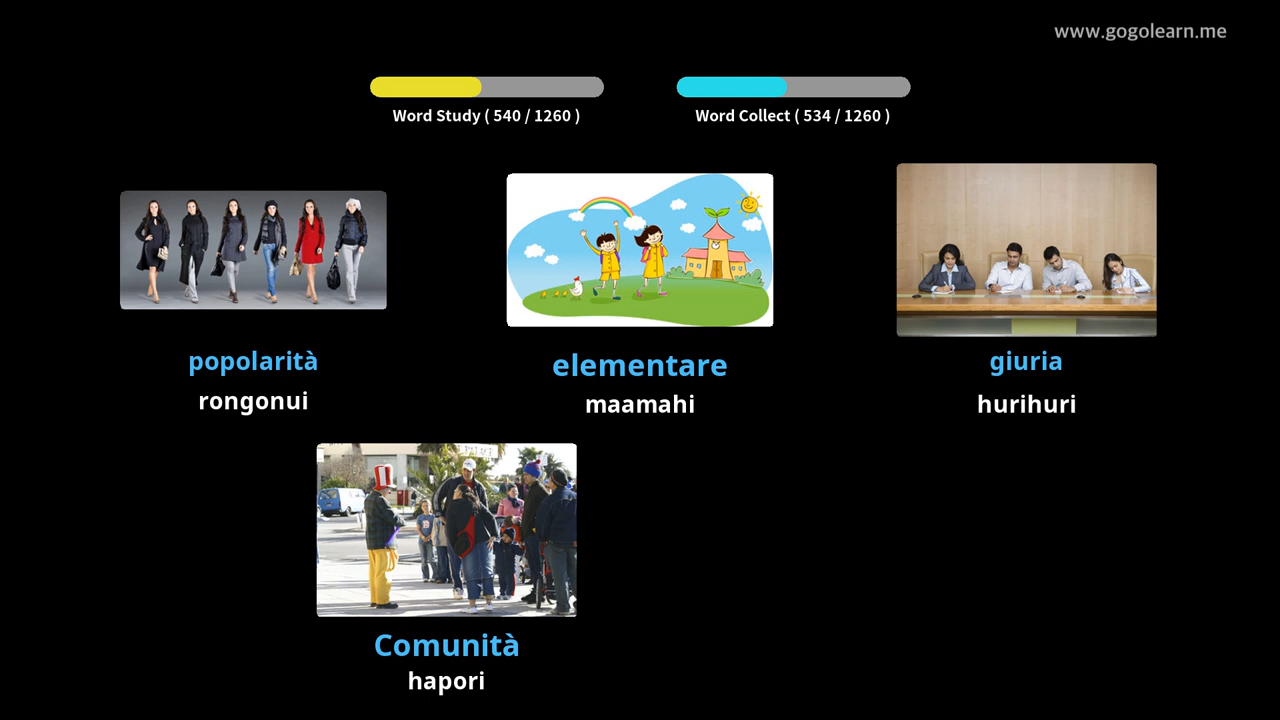 www.gogolearn.me
Word Study ( 540 / 1260 )
Word Collect ( 534 / 1260 )
popolarità
rongonui
elementare
maamahi
giuria
hurihuri
Comunità
hapori